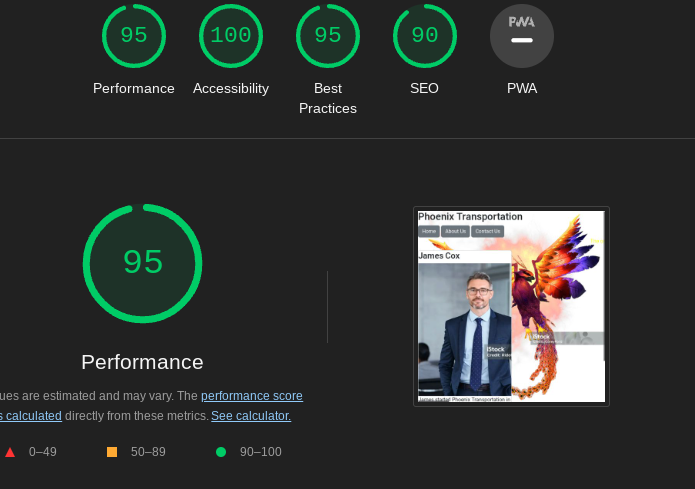 95 100 95 90 PWA
Performance Accessibility Best Practices SEO PWA
95
Performance
ues are estimated and may vary. The performance score
s calculated directly from these metrics. See calculator.
0–49 50–89 90–100
Phoenix Transportation
Home About Us Contact Us
James Cox
iStock
iStock
Credit:
James started Phoenix Transportation in